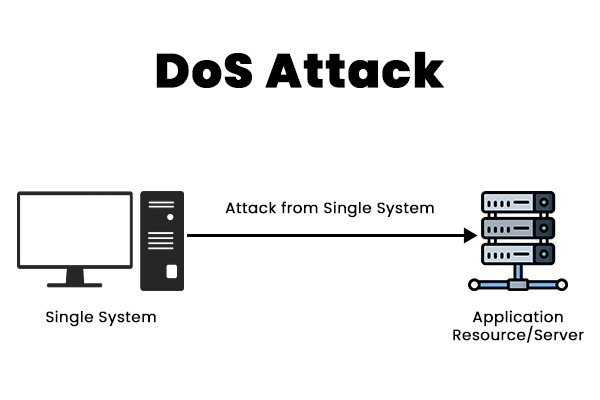 DoS Attack
Attack from Single System
Single System
Application
Resource/Server